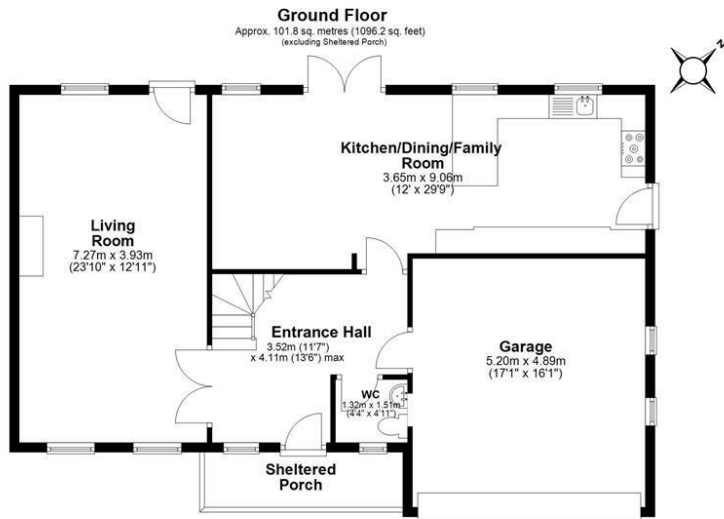 Ground Floor
Approx. 101.8 sq. metres (1096.2 sq. feet)
(excluding Sheltered Porch)
N
Kitchen/Dining/Family
Room
3.65m x 9.06m
(12' x 29'9")
Living
Room
7.27m x 3.93m
(23'10" x 12'11")
Entrance Hall
3.52m (11'7")
x 4.11m (13'6") max
Garage
5.20m x 4.89m
(17'1" x 16'1")
WC
1.32m x 1.51m
(4'4" x 4'11")
Sheltered
Porch